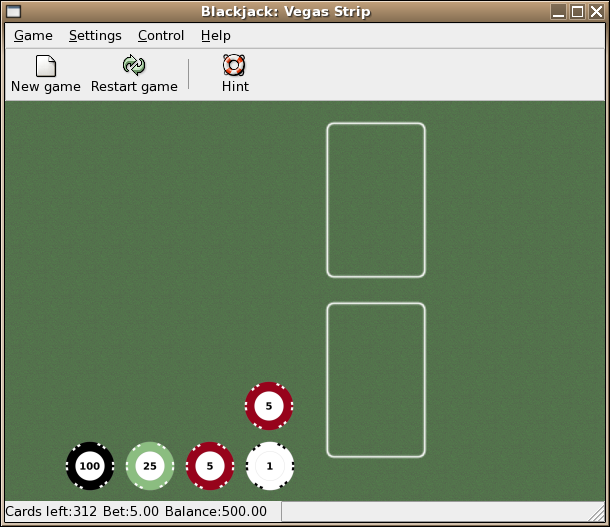 Blackjack: Vegas Strip
Game Settings Control Help
New game Restart game Hint
5
100 25 5 1
Cards left:312 Bet:5.00 Balance:500.00